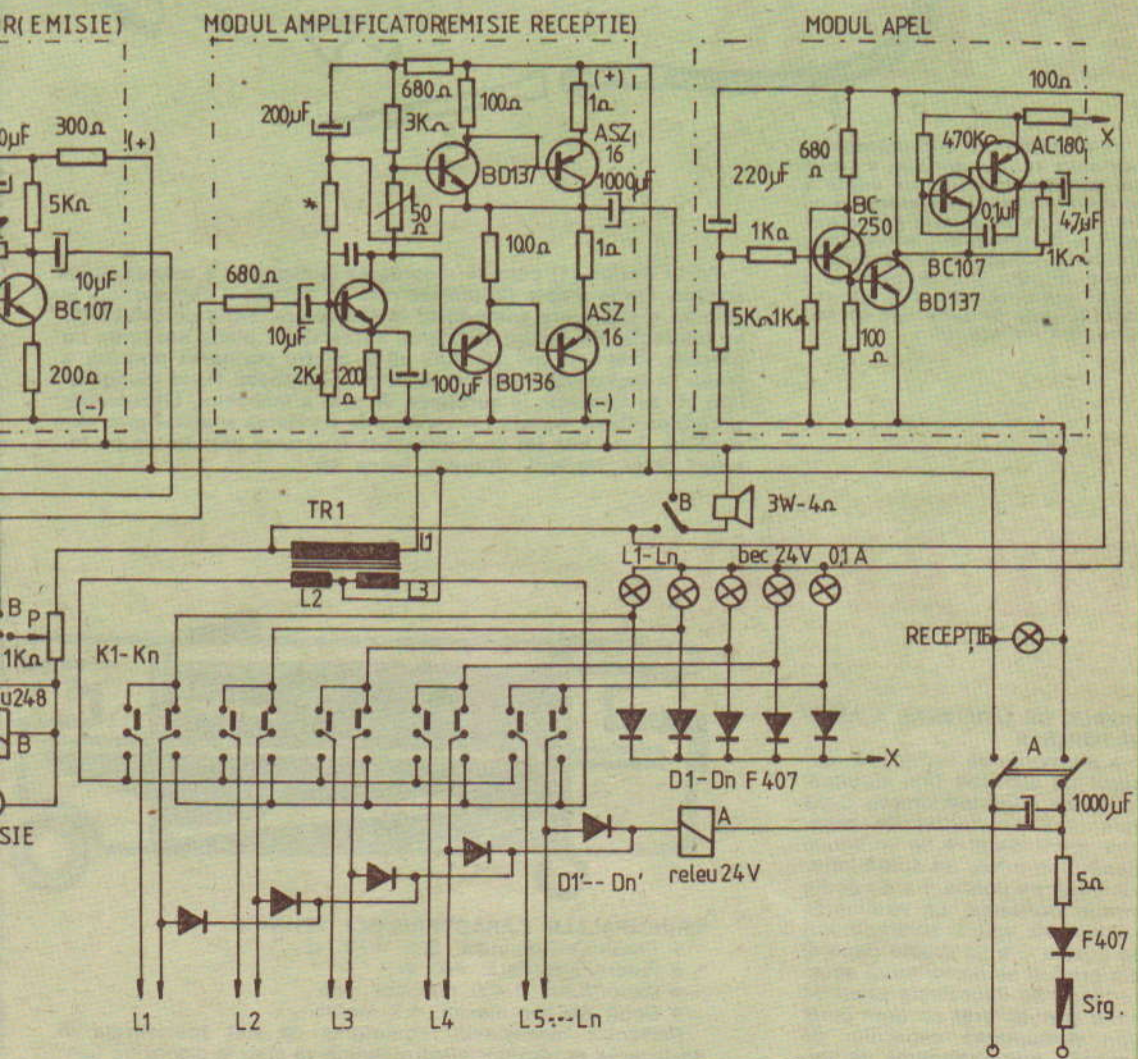 R(EMISIE)
MODUL AMPLIFICATOR(EMISIE RECEPTIE)
MODUL APEL
0µF
300Ω
(+)
5KΩ
10µF
BC107
200Ω
(-)
680Ω
100Ω
(+)
1Ω
200µF
3KΩ
ASZ
16
BD137
1000µF
*
50
Ω
100Ω
1Ω
680Ω
10µF
ASZ
16
2K
200
Ω
100µF
BD136
(-)
100Ω
X
470KΩ
AC180
680
Ω
220µF
BC
250
0,1µF
47µF
1KΩ
BC107
1KΩ
BD137
5KΩ
1KΩ
100
Ω
TR1
L1
B
3W-4Ω
L1-Ln
bec 24V 0,1A
L2
L3
B
P
1KΩ
K1-Kn
RECEPȚIE
u248
B
X
D1-Dn F407
A
1000µF
SIE
A
releu 24V
D1'-- Dn'
5Ω
F407
Sig.
L1
L2
L3
L4
L5---Ln